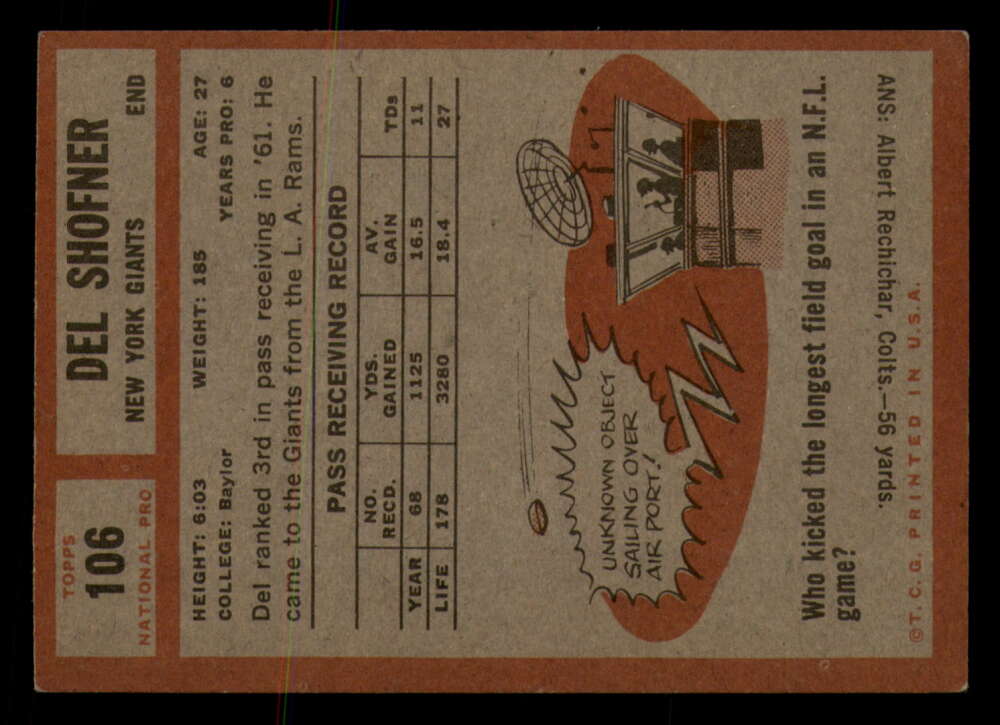 TOPPS
106
NATIONAL PRO
DEL SHOFNER
NEW YORK GIANTS END
HEIGHT: 6:03 WEIGHT: 185 AGE: 27
COLLEGE: Baylor YEARS PRO: 6
Del ranked 3rd in pass receiving in '61. He
came to the Giants from the L. A. Rams.
PASS RECEIVING RECORD
NO. RECD. YDS. GAINED AV. GAIN TDs
YEAR 68 1125 16.5 11
LIFE 178 3280 18.4 27
UNKNOWN OBJECT
SAILING OVER
AIR PORT!
Who kicked the longest field goal in an N.F.L.
game?
ANS: Albert Rechichar, Colts.—56 yards.
©T. C. G. PRINTED IN U.S.A.